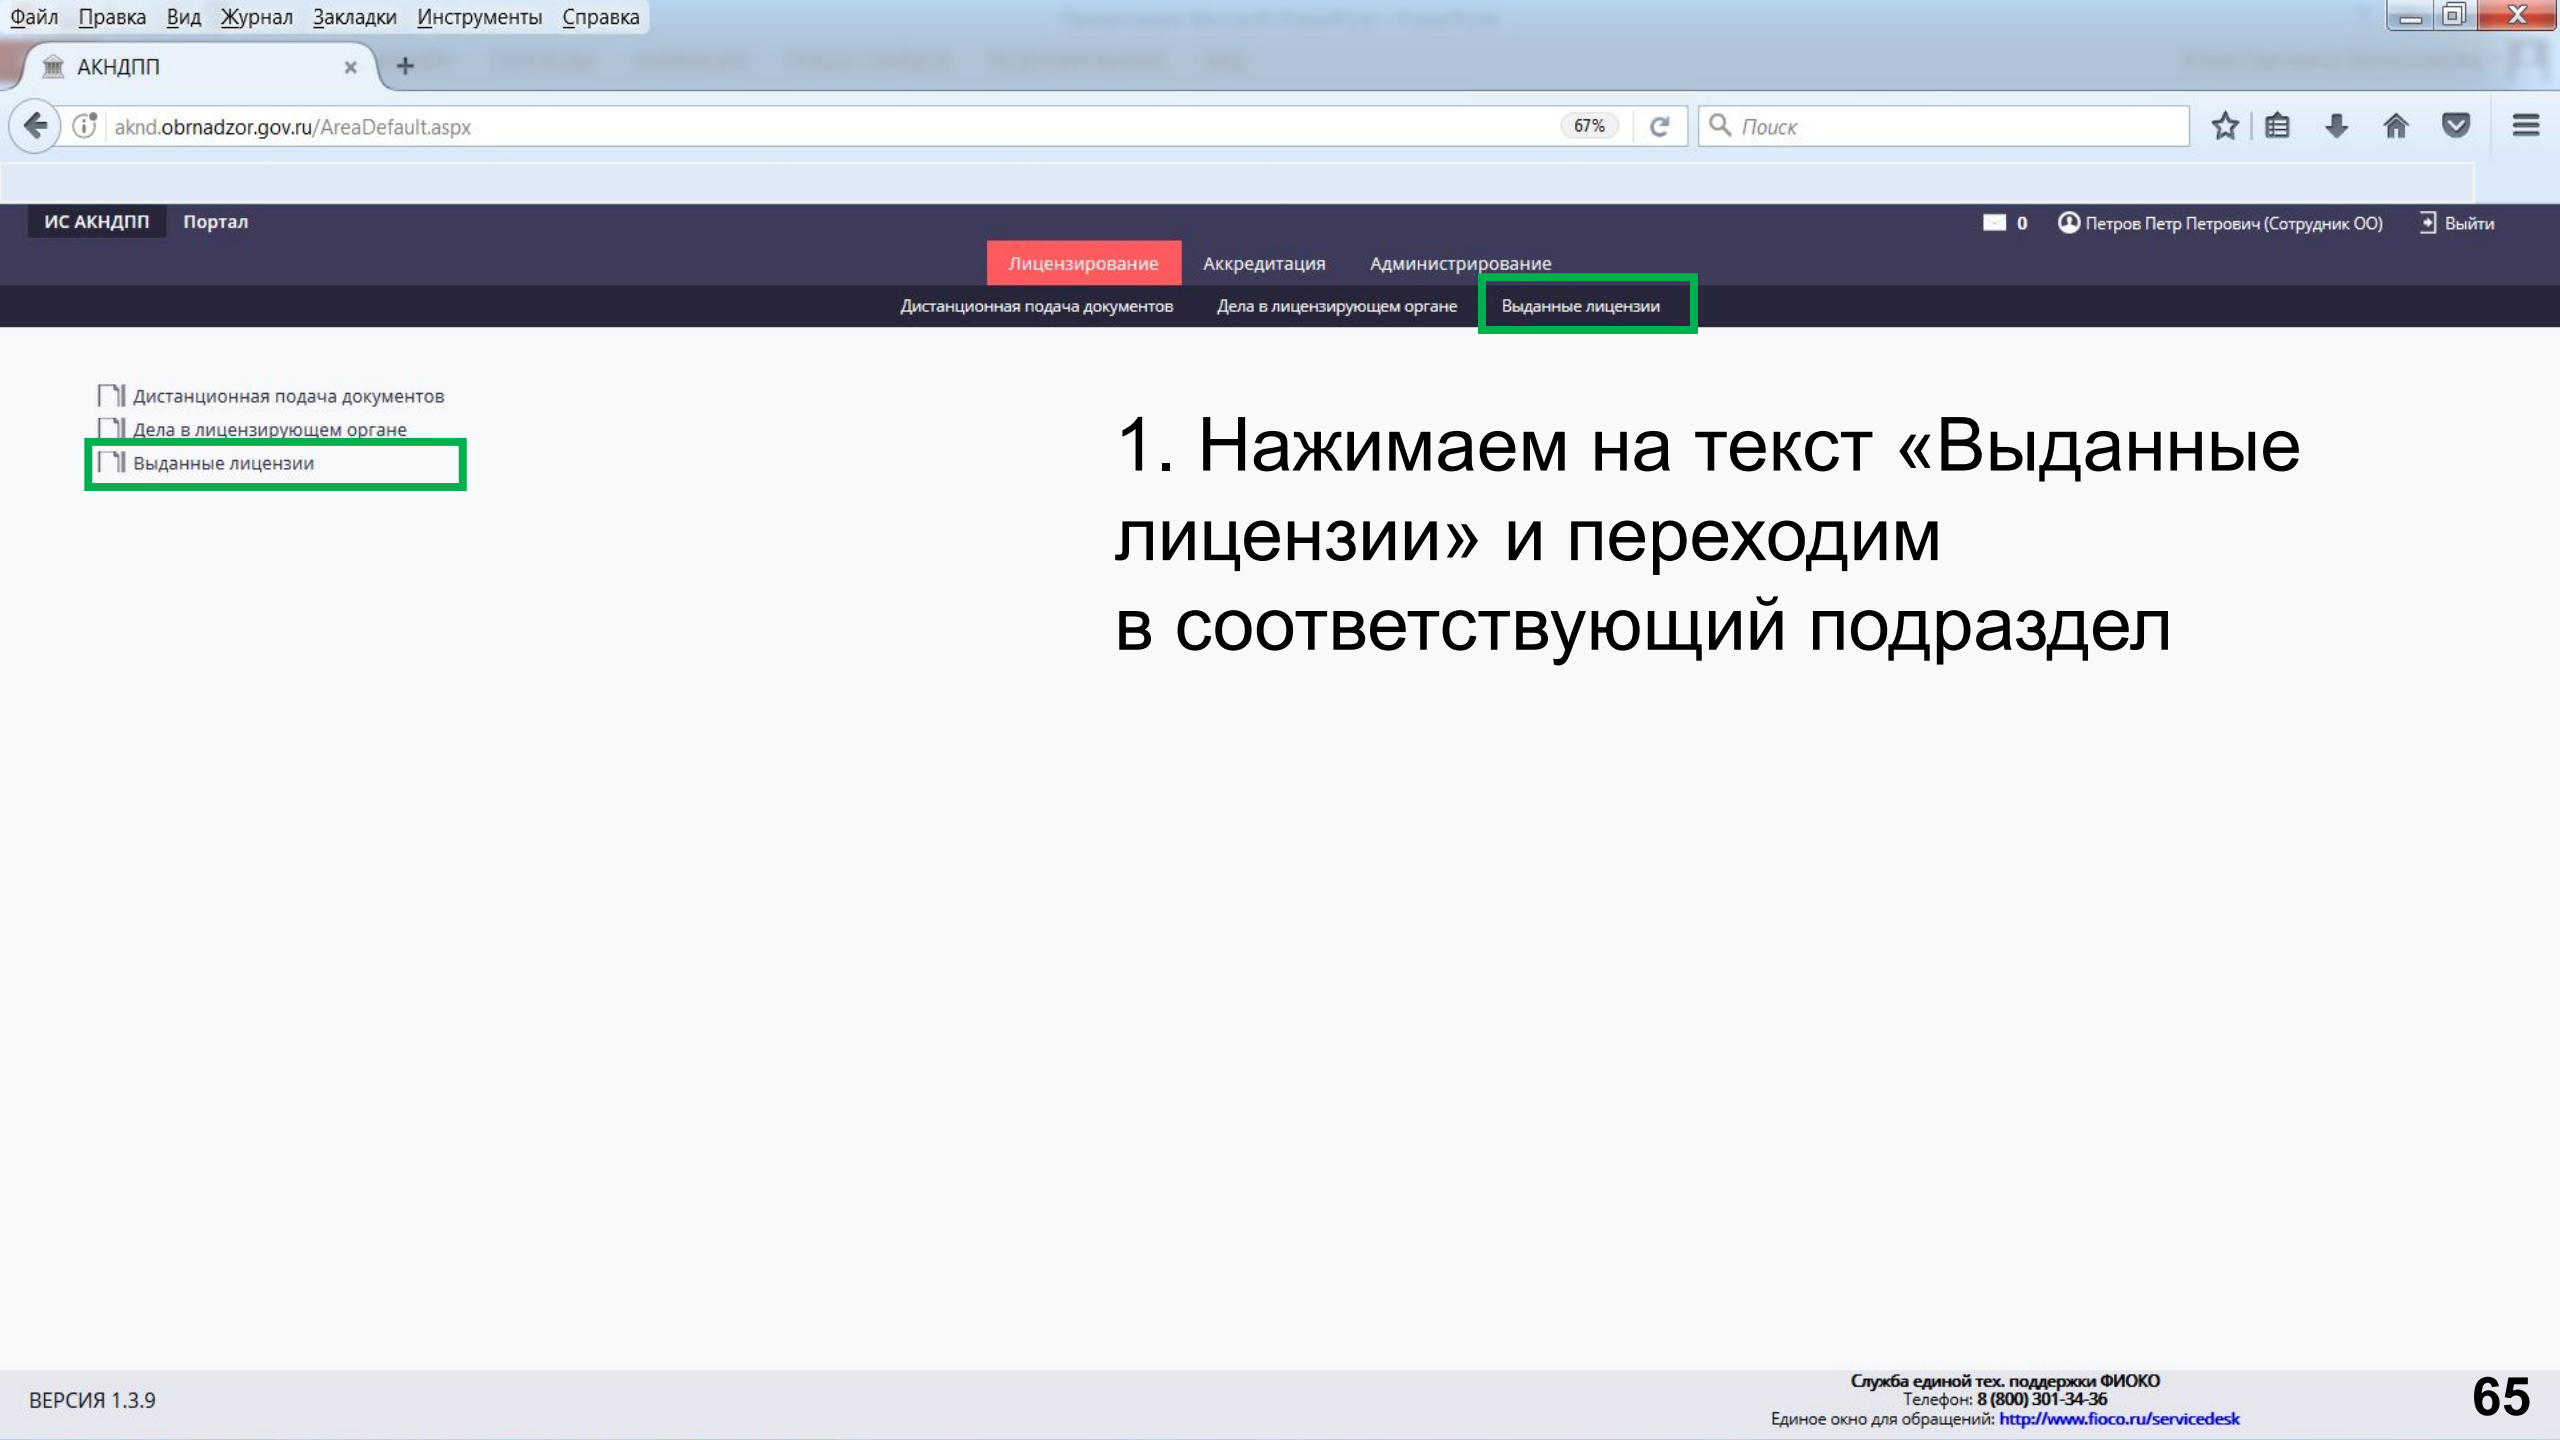 Файл Правка Вид Журнал Закладки Инструменты Справка
АКНДПП
aknd.obrnadzor.gov.ru/AreaDefault.aspx 67% Поиск
ИС АКНДПП Портал 0 Петров Петр Петрович (Сотрудник ОО) Выйти
Лицензирование Аккредитация Администрирование
Дистанционная подача документов Дела в лицензирующем органе Выданные лицензии
Дистанционная подача документов
Дела в лицензирующем органе
Выданные лицензии
1. Нажимаем на текст «Выданные
лицензии» и переходим
в соответствующий подраздел
ВЕРСИЯ 1.3.9
Служба единой тех. поддержки ФИОКО
Телефон: 8 (800) 301-34-36
Единое окно для обращений: http://www.fioco.ru/servicedesk
65